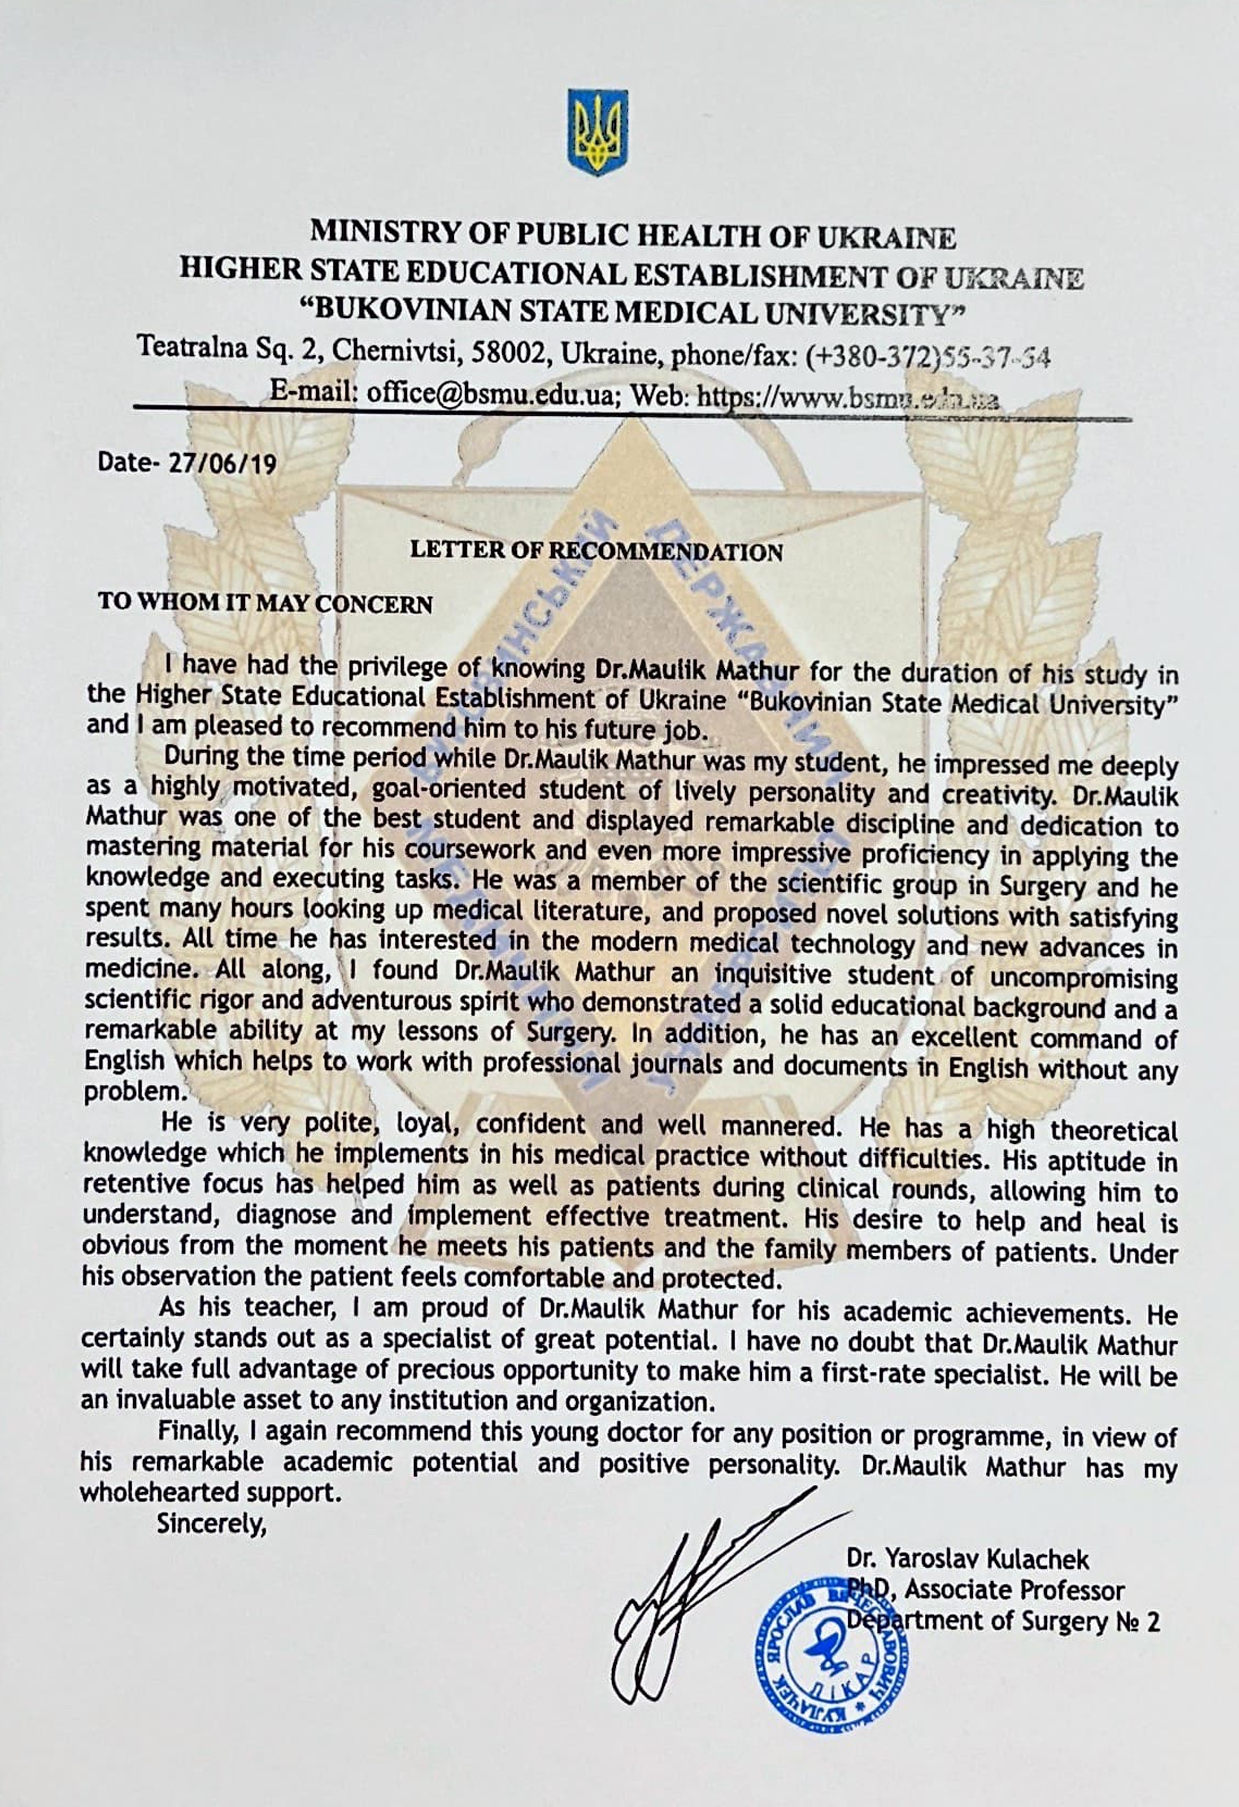 MINISTRY OF PUBLIC HEALTH OF UKRAINE
HIGHER STATE EDUCATIONAL ESTABLISHMENT OF UKRAINE
“BUKOVINIAN STATE MEDICAL UNIVERSITY”
Teatralna Sq. 2, Chernivtsi, 58002, Ukraine, phone/fax: (+380-372)55-37-54
E-mail: office@bsmu.edu.ua; Web: https://www.bsmu.edu.ua
Date- 27/06/19
LETTER OF RECOMMENDATION
TO WHOM IT MAY CONCERN
I have had the privilege of knowing Dr.Maulik Mathur for the duration of his study in
the Higher State Educational Establishment of Ukraine “Bukovinian State Medical University”
and I am pleased to recommend him to his future job.
During the time period while Dr.Maulik Mathur was my student, he impressed me deeply
as a highly motivated, goal-oriented student of lively personality and creativity. Dr.Maulik
Mathur was one of the best student and displayed remarkable discipline and dedication to
mastering material for his coursework and even more impressive proficiency in applying the
knowledge and executing tasks. He was a member of the scientific group in Surgery and he
spent many hours looking up medical literature, and proposed novel solutions with satisfying
results. All time he has interested in the modern medical technology and new advances in
medicine. All along, I found Dr.Maulik Mathur an inquisitive student of uncompromising
scientific rigor and adventurous spirit who demonstrated a solid educational background and a
remarkable ability at my lessons of Surgery. In addition, he has an excellent command of
English which helps to work with professional journals and documents in English without any
problem.
He is very polite, loyal, confident and well mannered. He has a high theoretical
knowledge which he implements in his medical practice without difficulties. His aptitude in
retentive focus has helped him as well as patients during clinical rounds, allowing him to
understand, diagnose and implement effective treatment. His desire to help and heal is
obvious from the moment he meets his patients and the family members of patients. Under
his observation the patient feels comfortable and protected.
As his teacher, I am proud of Dr.Maulik Mathur for his academic achievements. He
certainly stands out as a specialist of great potential. I have no doubt that Dr.Maulik Mathur
will take full advantage of precious opportunity to make him a first-rate specialist. He will be
an invaluable asset to any institution and organization.
Finally, I again recommend this young doctor for any position or programme, in view of
his remarkable academic potential and positive personality. Dr.Maulik Mathur has my
wholehearted support.
Sincerely,
Dr. Yaroslav Kulachek
PhD, Associate Professor
Department of Surgery № 2
КУЛАЧЕК ЯРОСЛАВ ВЯЧЕСЛАВОВИЧ *
ЛІКАР
БУКОВИНСЬКИЙ
ДЕРЖАВНИЙ
МЕДИЧНИЙ